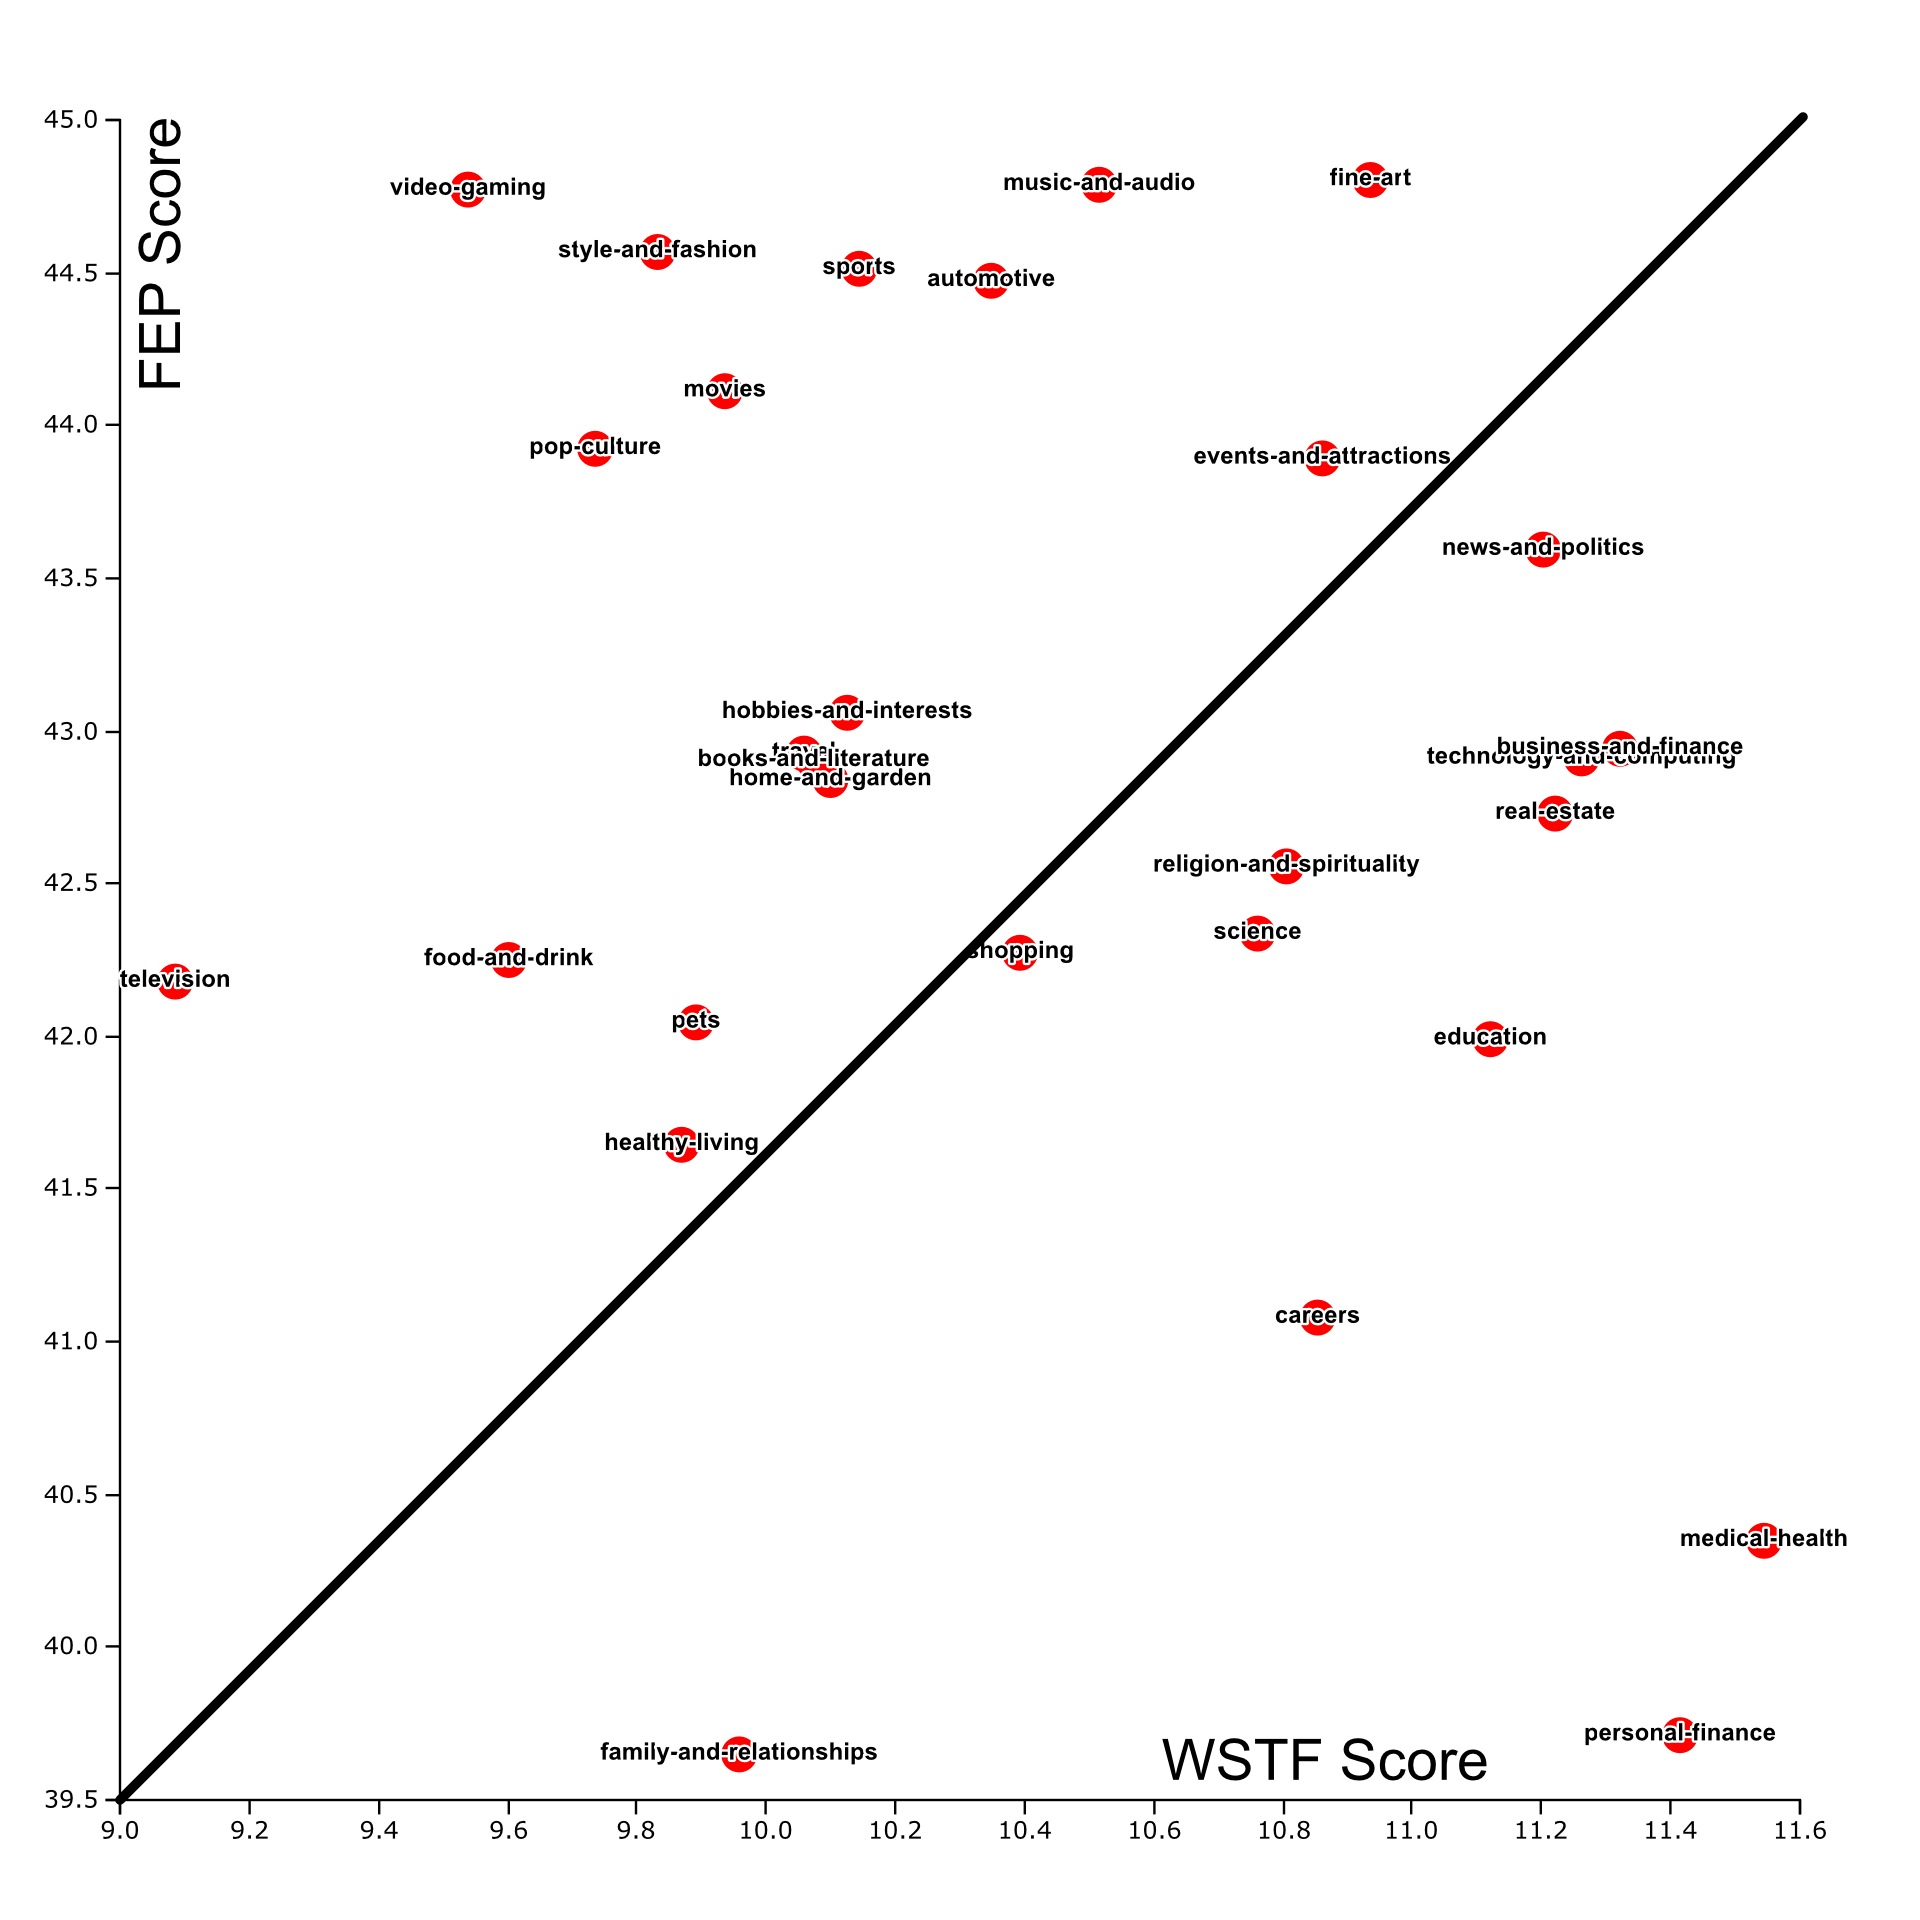 45.0
FEP Score
video-gaming
music-and-audio
fine-art
style-and-fashion
sports
automotive
44.5
movies
44.0
pop-culture
events-and-attractions
43.5
news-and-politics
hobbies-and-interests
43.0
travel
books-and-literature
home-and-garden
business-and-finance
technology-and-computing
real-estate
religion-and-spirituality
42.5
science
shopping
food-and-drink
television
pets
42.0
education
healthy-living
41.5
careers
41.0
40.5
medical-health
40.0
personal-finance
family-and-relationships
WSTF Score
39.5
9.0 9.2 9.4 9.6 9.8 10.0 10.2 10.4 10.6 10.8 11.0 11.2 11.4 11.6